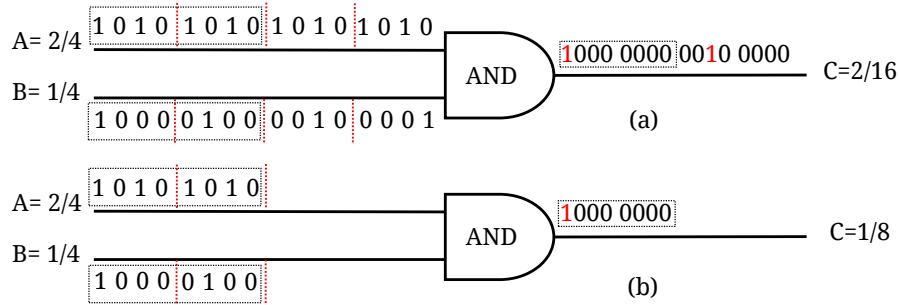 1 0 1 0 1 0 1 0 1 0 1 0 1 0 1 0
A= 2/4
AND
1000 0000 0010 0000
C=2/16
B= 1/4
1 0 0 0 0 1 0 0 0 0 1 0 0 0 0 1
(a)
1 0 1 0 1 0 1 0
A= 2/4
AND
1000 0000
C=1/8
B= 1/4
1 0 0 0 0 1 0 0
(b)